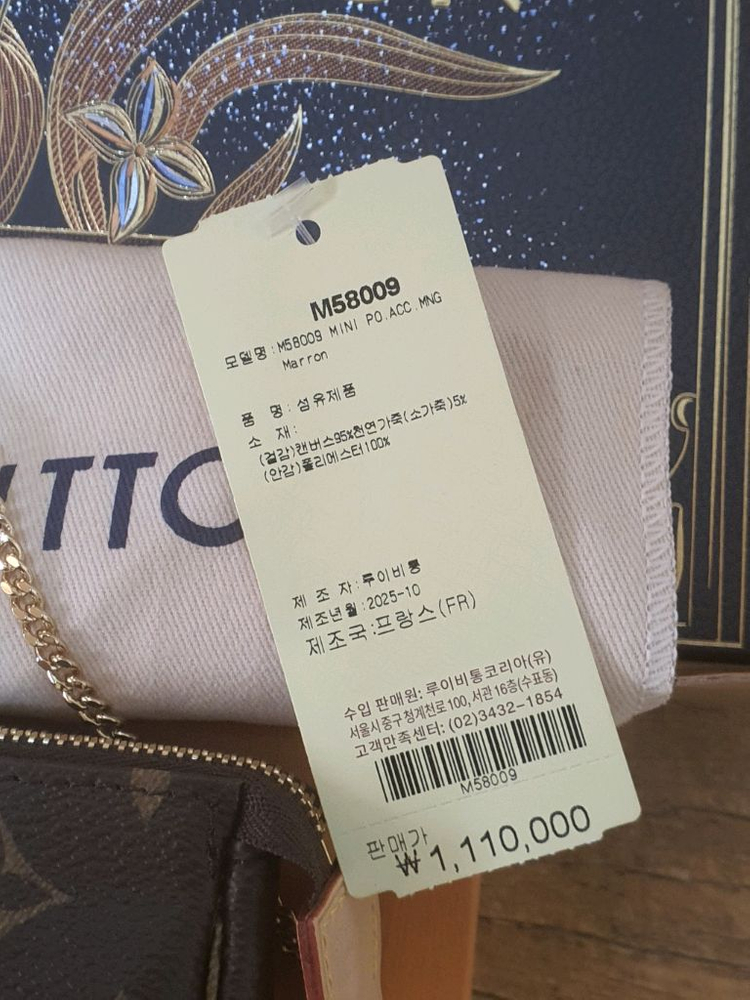 M58009
모델명:M58009 MINI PO.ACC.MNG
Marron
품 명:섬유제품
소 재:
(겉감)캔버스95%천연가죽(소가죽)5%
(안감)폴리에스터100%
TTO
제 조 자:루이비통
제조년월:2025-10
제조국:프랑스(FR)
수입 판매원: 루이비통코리아(유)
서울시 중구 청계천로 100, 서관 16층(수표동)
고객만족센터: (02)3432-1854
M58009
판매가
₩1,110,000